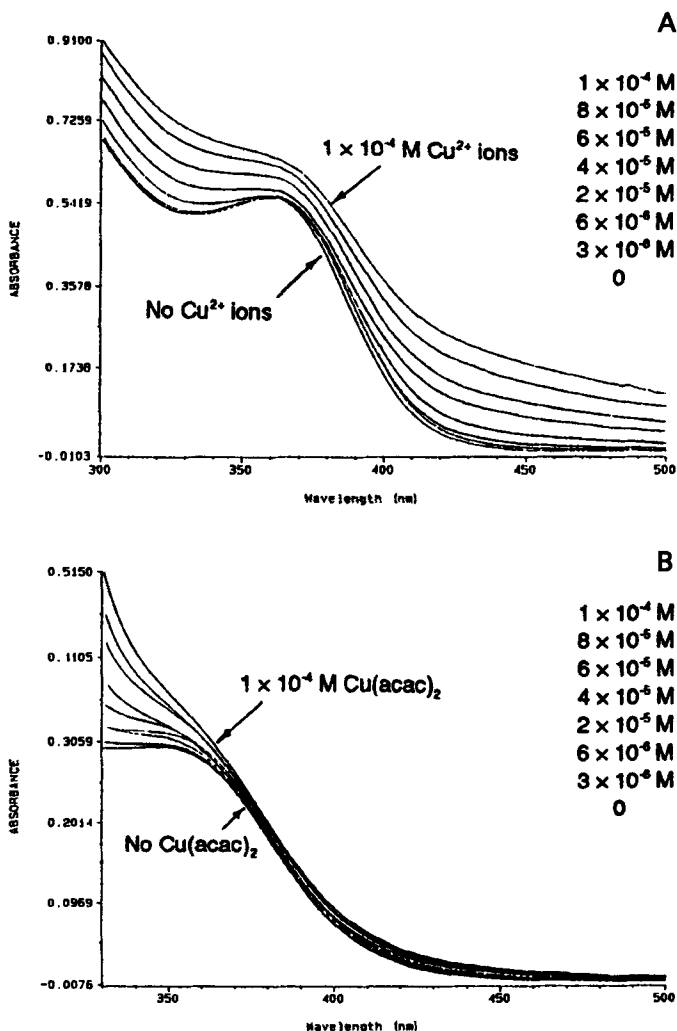 A
0.9100
0.7259
0.5419
0.3578
0.1738
-0.0103
ABSORBANCE
1 × 10⁻⁴ M Cu²⁺ ions
No Cu²⁺ ions
1 × 10⁻⁴ M
8 × 10⁻⁵ M
6 × 10⁻⁵ M
4 × 10⁻⁵ M
2 × 10⁻⁵ M
6 × 10⁻⁶ M
3 × 10⁻⁶ M
0
300 350 400 450 500
Wavelength (nm)
B
0.5150
0.1105
0.3059
0.2014
0.0969
-0.0076
ABSORBANCE
1 × 10⁻⁴ M Cu(acac)₂
No Cu(acac)₂
1 × 10⁻⁴ M
8 × 10⁻⁵ M
6 × 10⁻⁵ M
4 × 10⁻⁵ M
2 × 10⁻⁵ M
6 × 10⁻⁶ M
3 × 10⁻⁶ M
0
350 400 450 500
Wavelength (nm)